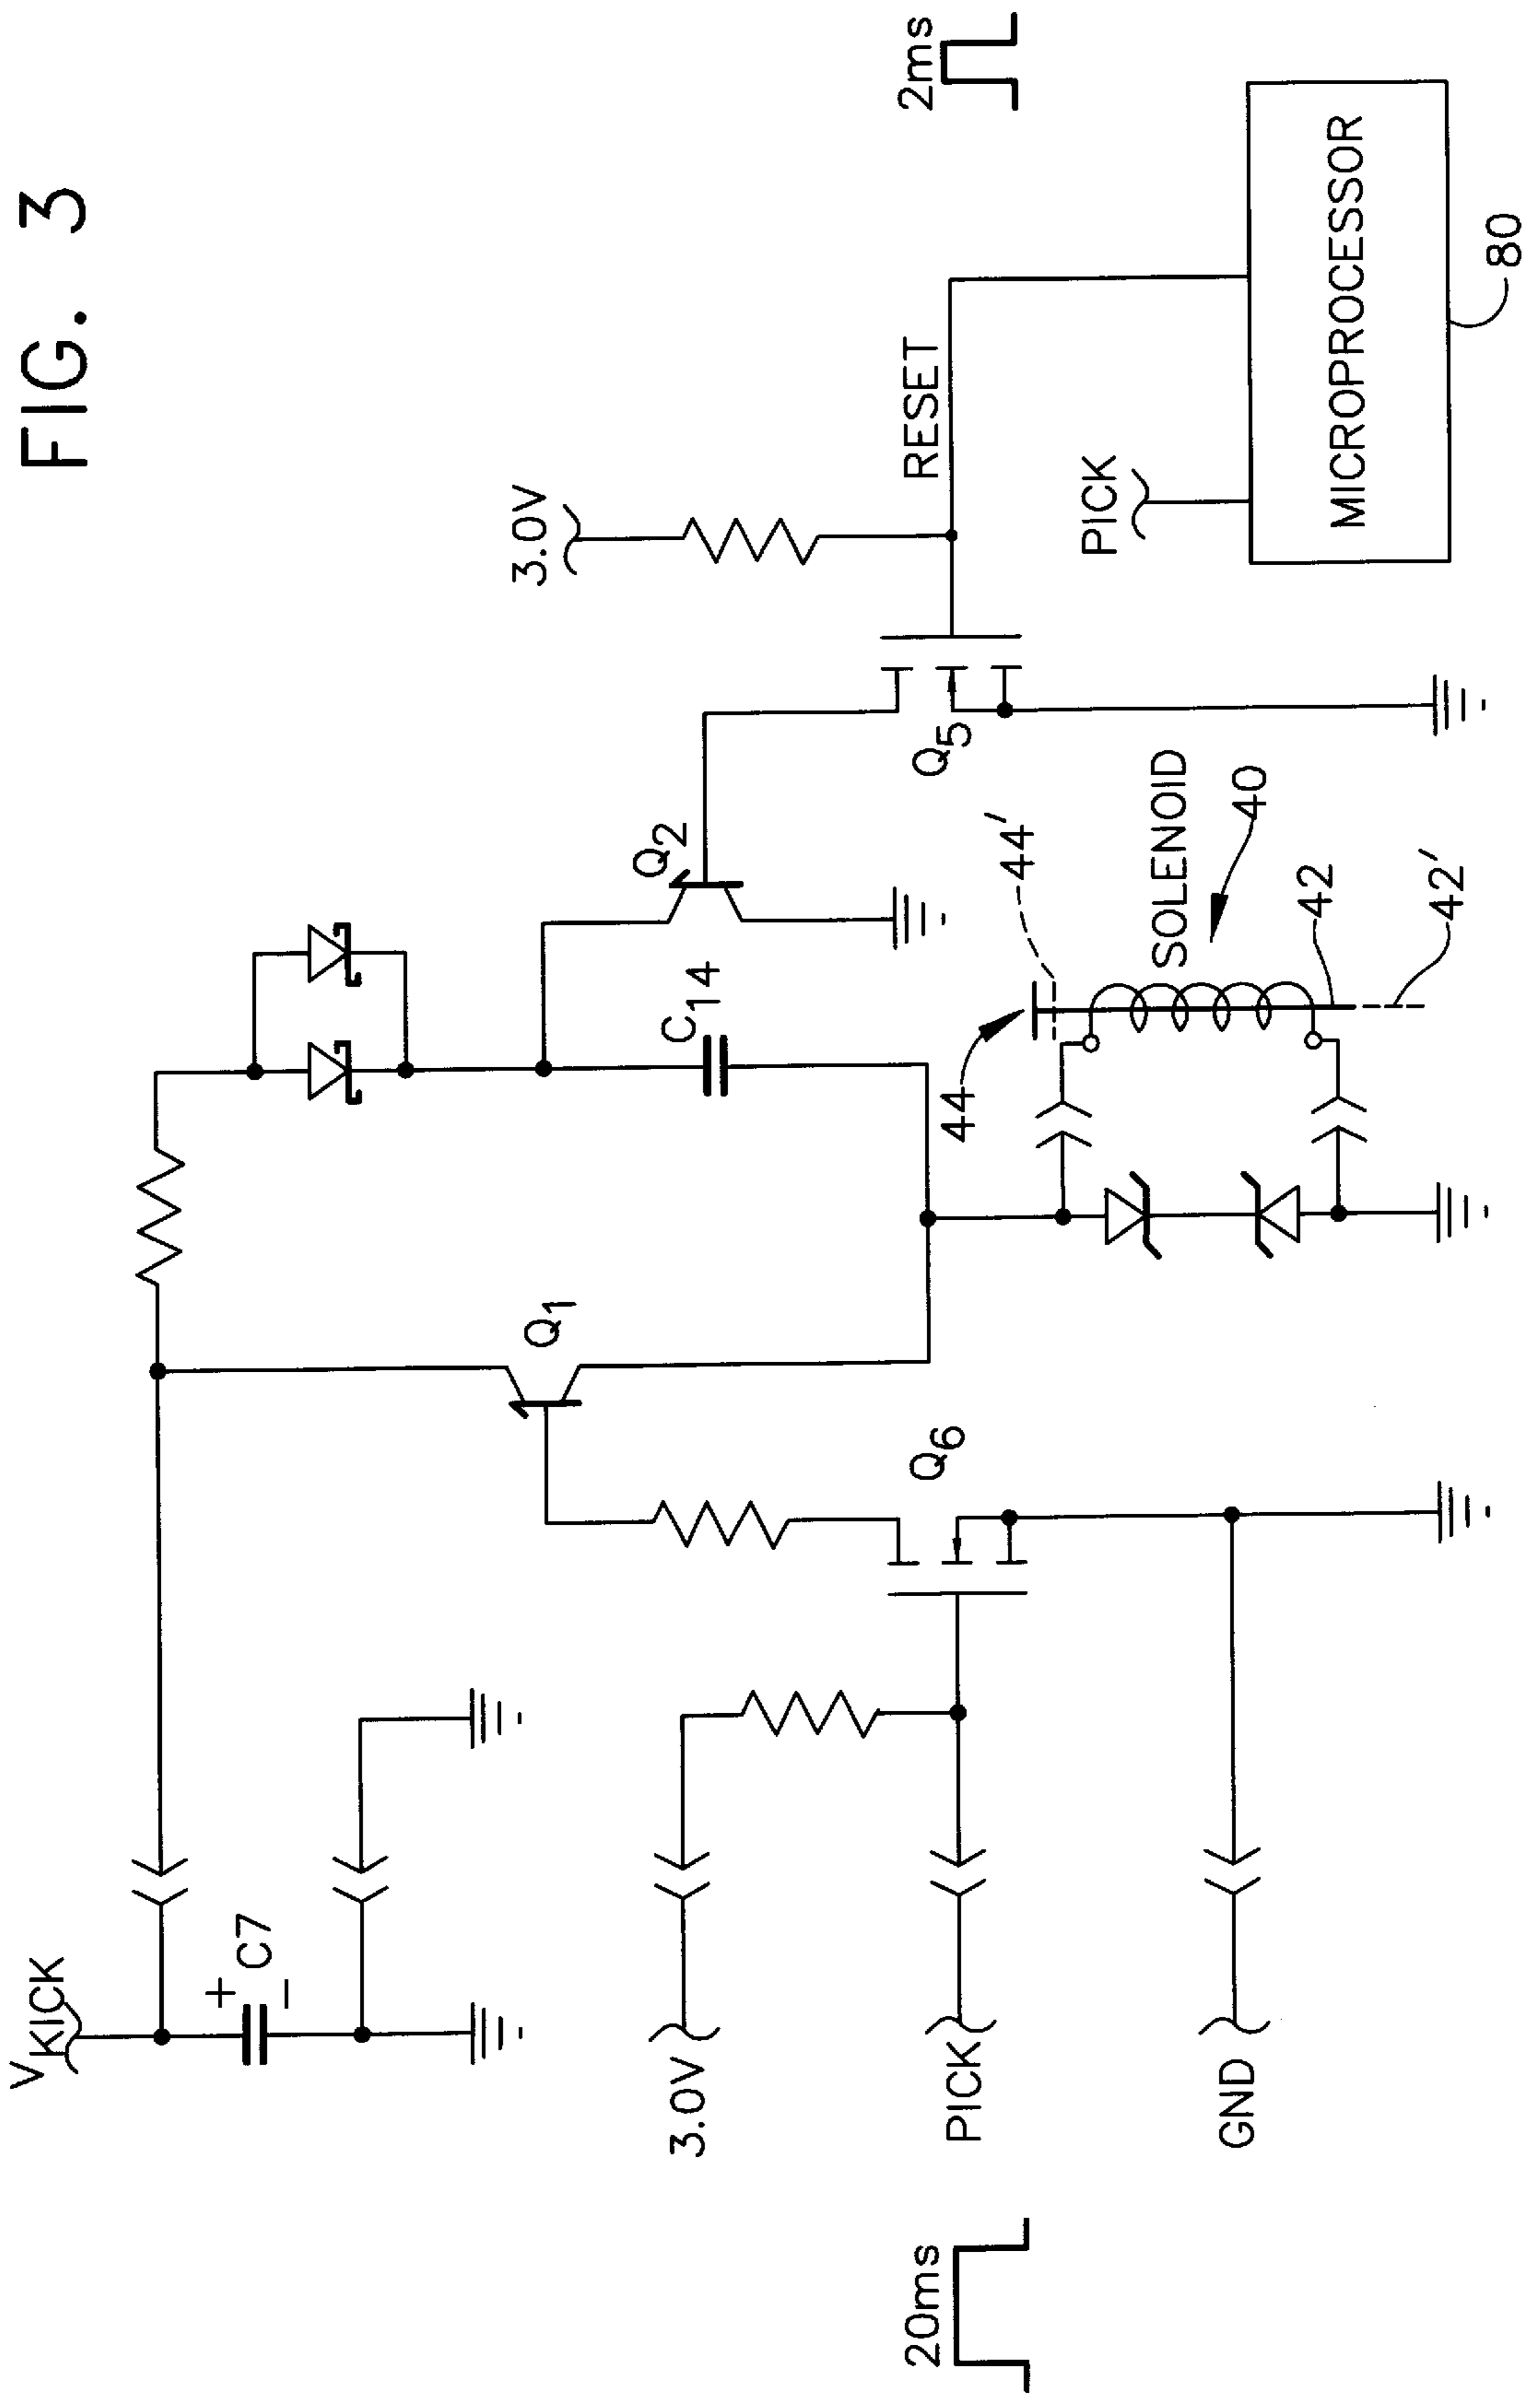 FIG. 3
V KICK
+
C7
−
3.0V
PICK
GND
20ms
Q1
Q6
C14
Q2
Q5
3.0V
RESET
2ms
PICK
MICROPROCESSOR
80
SOLENOID
40
44
44'
42
42'